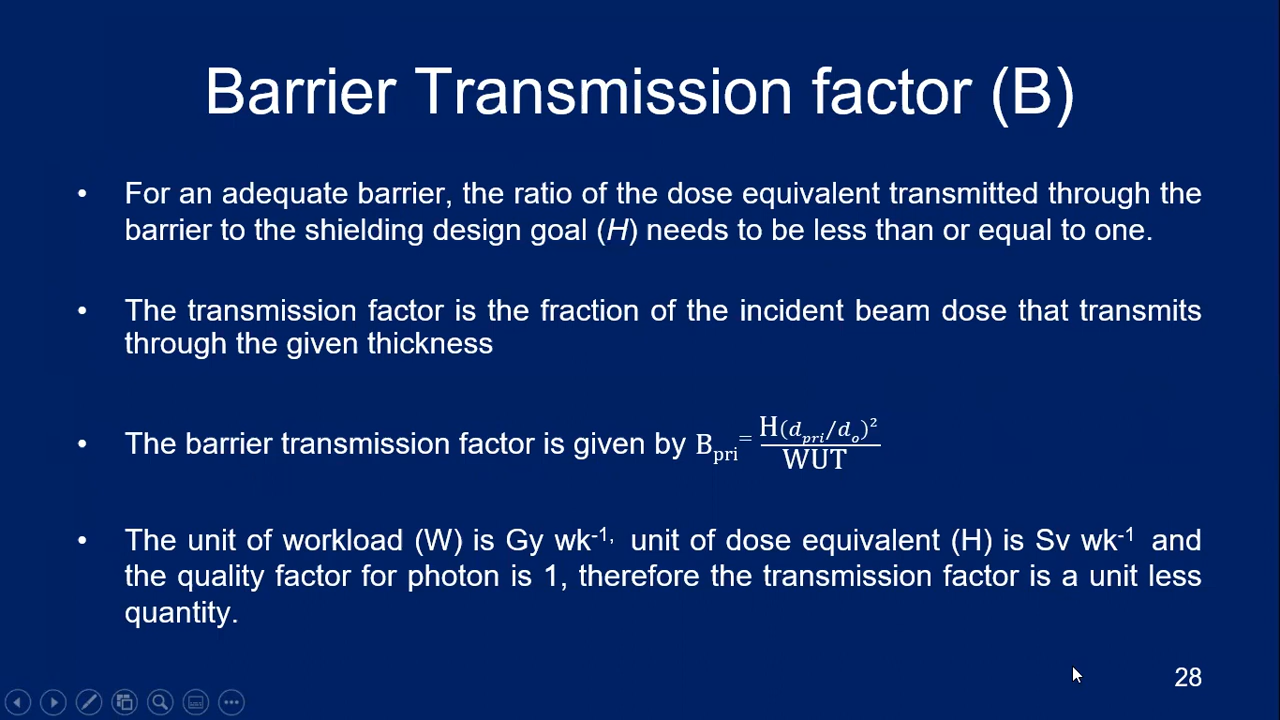 Barrier Transmission factor (B)
• For an adequate barrier, the ratio of the dose equivalent transmitted through the
barrier to the shielding design goal (H) needs to be less than or equal to one.
• The transmission factor is the fraction of the incident beam dose that transmits
through the given thickness
• The barrier transmission factor is given by B_pri = H(d_pri/d_o)² / WUT
• The unit of workload (W) is Gy wk⁻¹, unit of dose equivalent (H) is Sv wk⁻¹ and
the quality factor for photon is 1, therefore the transmission factor is a unit less
quantity.
28